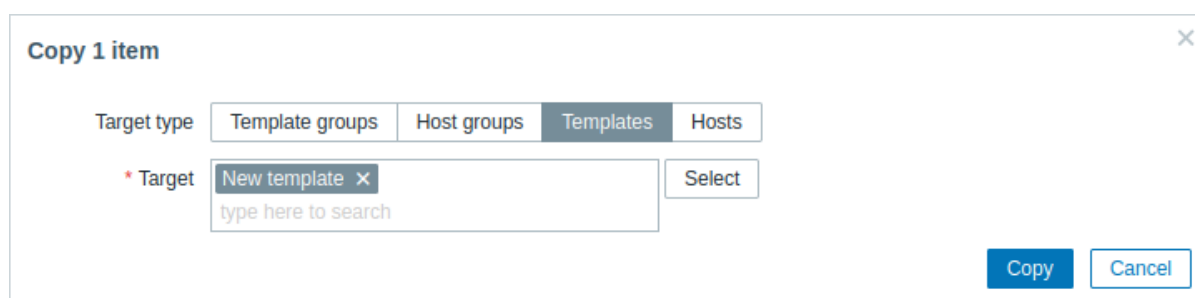 Copy 1 item
Target type Template groups Host groups Templates Hosts
* Target New template × Select
type here to search
Copy Cancel